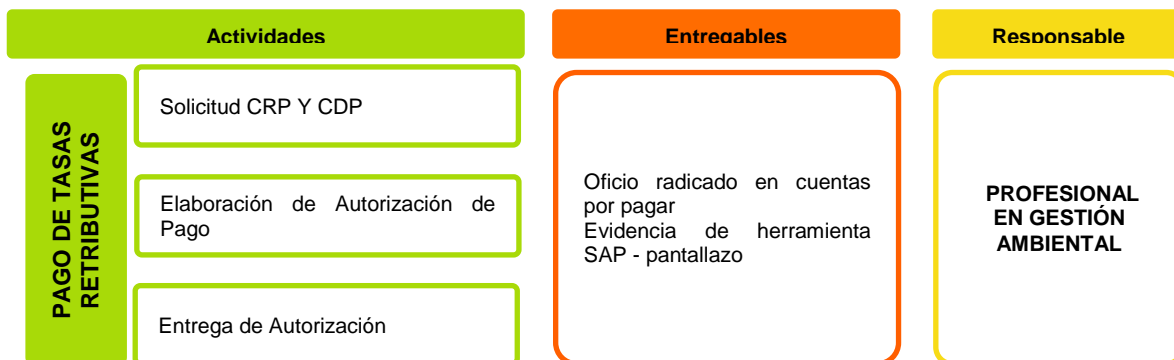 Actividades
Entregables
Responsable
PAGO DE TASAS
RETRIBUTIVAS
Solicitud CRP Y CDP
Elaboración de Autorización de
Pago
Entrega de Autorización
Oficio radicado en cuentas
por pagar
Evidencia de herramienta
SAP - pantallazo
PROFESIONAL
EN GESTIÓN
AMBIENTAL